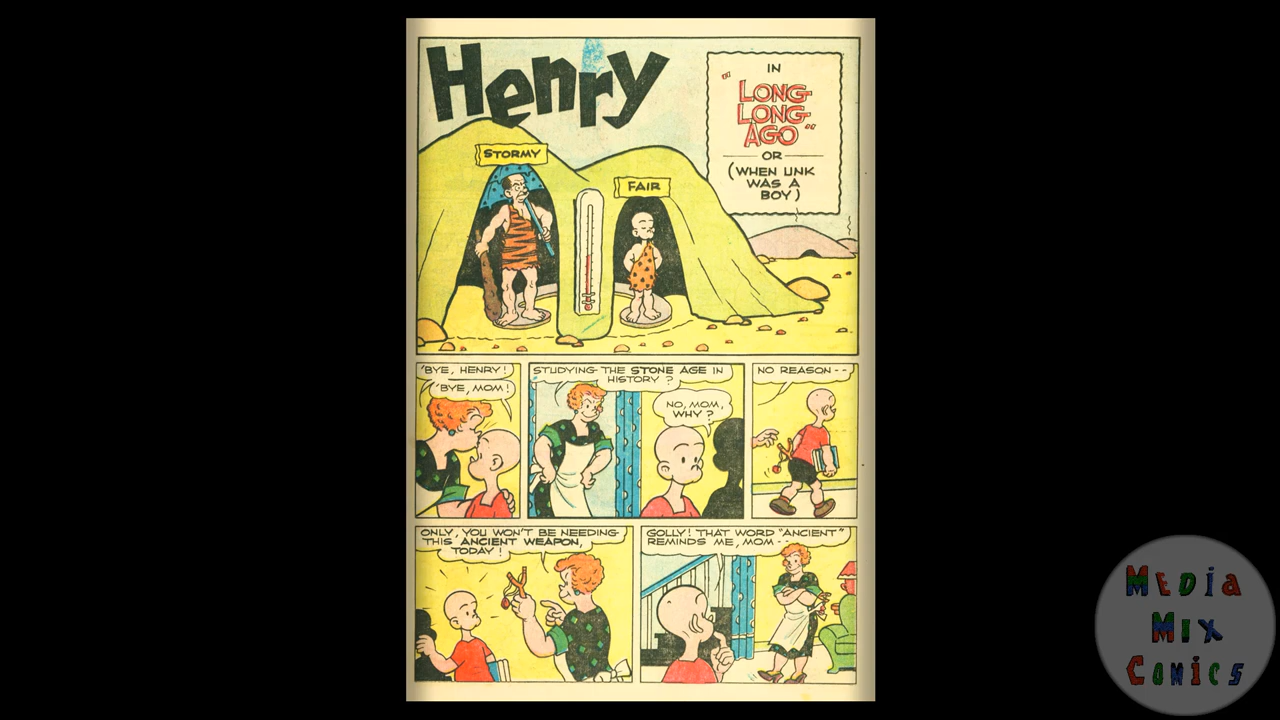 Henry
IN
"LONG
LONG
AGO"
OR
(WHEN UNK
WAS A
BOY)
STORMY
FAIR
'BYE, HENRY!
'BYE, MOM!
STUDYING THE STONE AGE IN
HISTORY?
NO, MOM,
WHY?
NO REASON--
ONLY, YOU WON'T BE NEEDING
THIS ANCIENT WEAPON,
TODAY!
GOLLY! THAT WORD "ANCIENT"
REMINDS ME, MOM--
MEDIA
MIX
COMICS